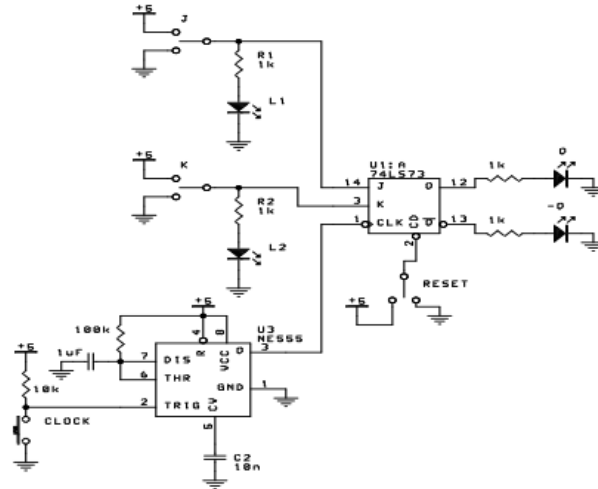 +5
J
R1
1k
L1
+5
K
R2
1k
L2
U1:A
74LS73
14
J
Q
12
3
K
1
CLK
CD
Q
13
2
1k
Q
1k
-Q
RESET
+5
+5
U3
NE555
100k
4
8
R
VCC
1uF
7
DIS
Q
3
6
THR
GND
1
+5
10k
2
TRIG
CV
CLOCK
5
C2
10n